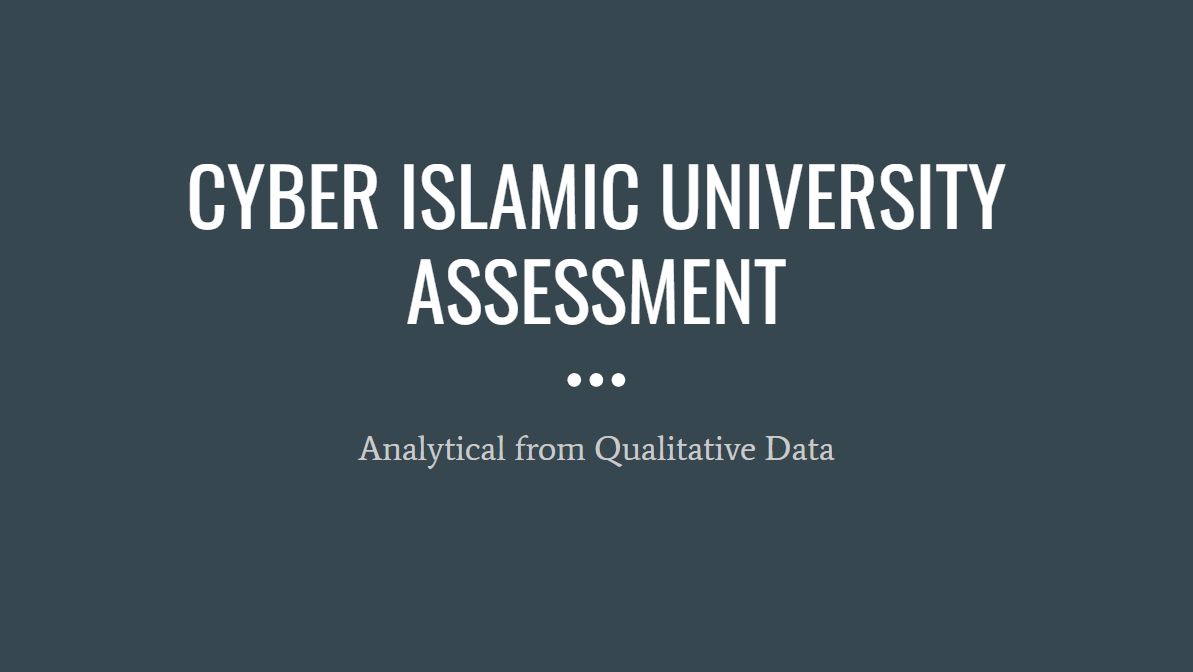 CYBER ISLAMIC UNIVERSITY
ASSESSMENT
Analytical from Qualitative Data